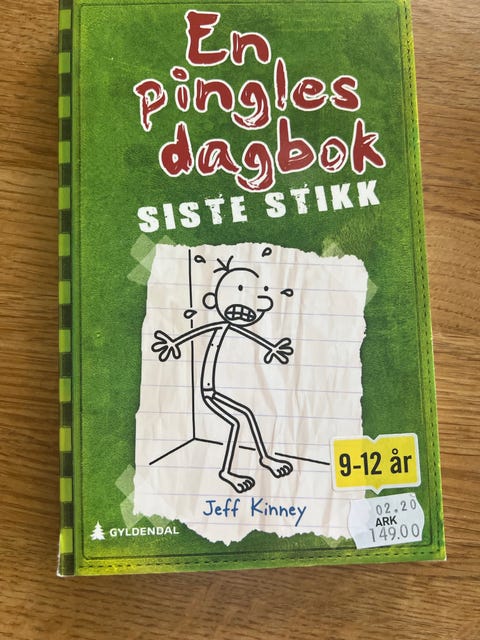 En
pingles
dagbok
SISTE STIKK
9-12 år
Jeff Kinney
02.20
ARK
149.00
GYLDENDAL